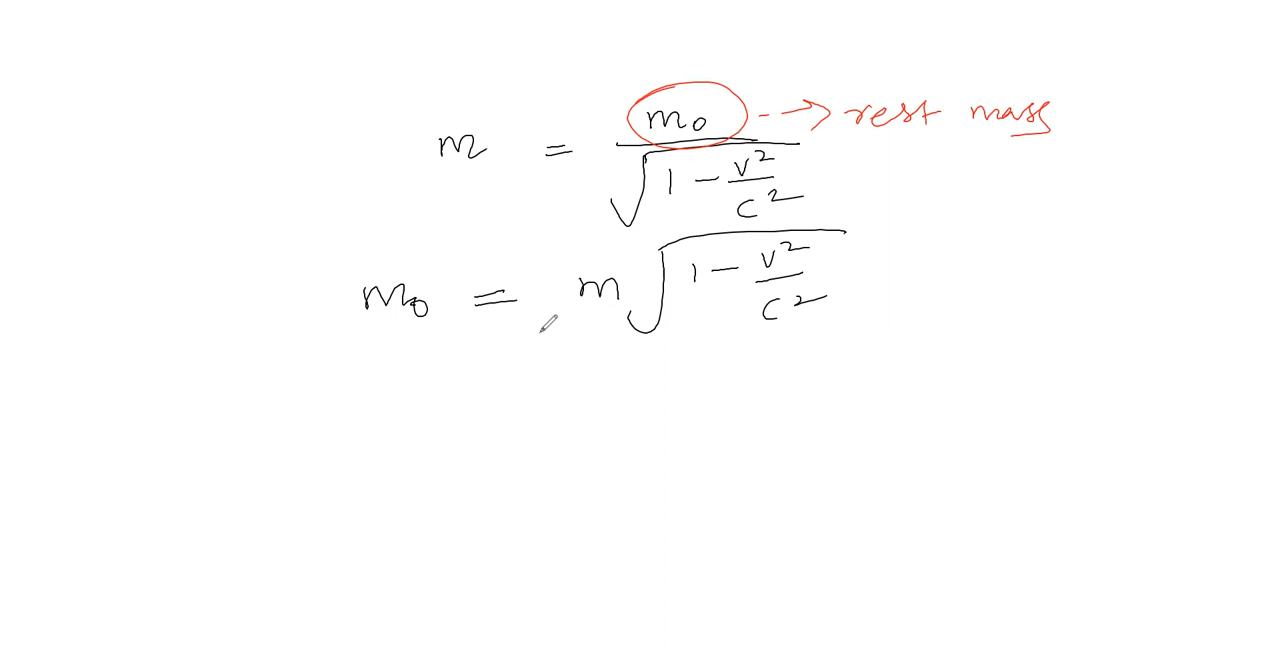 m = m₀ / √(1 − v²/c²) --→ rest mass
m₀ = m √(1 − v²/c²)